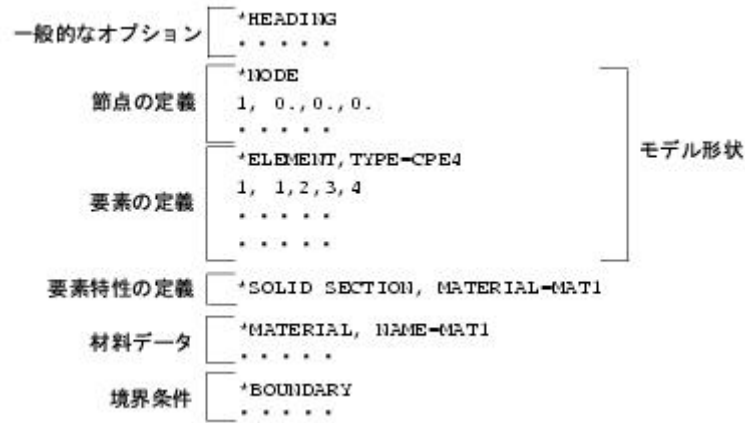 一般的なオプション
*HEADING
・・・・・
節点の定義
*NODE
1, 0.,0.,0.
・・・・・
モデル形状
要素の定義
*ELEMENT,TYPE=CPE4
1, 1,2,3,4
・・・・・
・・・・・
要素特性の定義
*SOLID SECTION, MATERIAL=MAT1
材料データ
*MATERIAL, NAME=MAT1
・・・・・
境界条件
*BOUNDARY
・・・・・